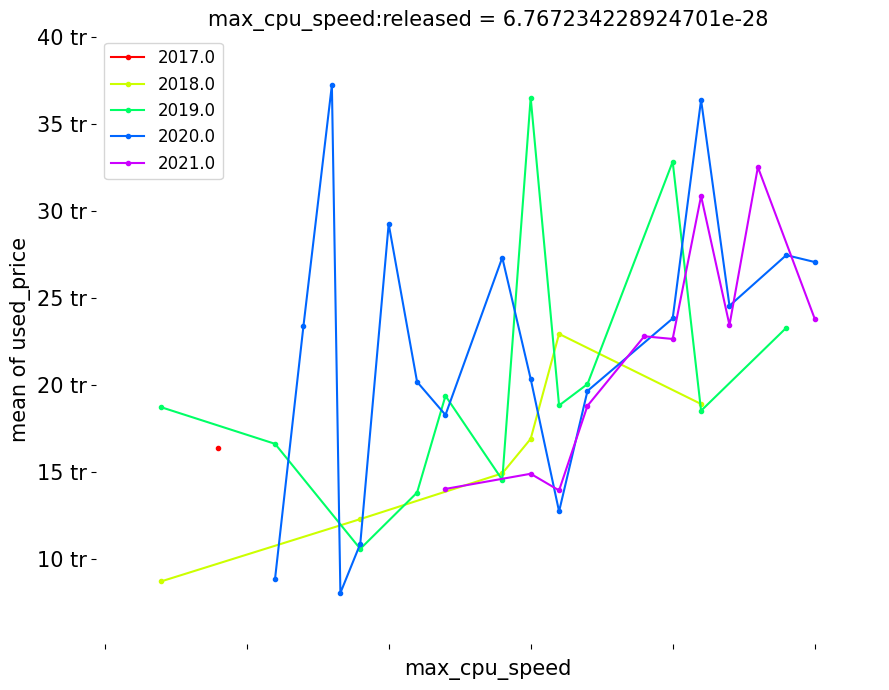 max_cpu_speed:released = 6.767234228924701e-28
40 tr
35 tr
30 tr
25 tr
20 tr
15 tr
10 tr
mean of used_price
2017.0
2018.0
2019.0
2020.0
2021.0
max_cpu_speed